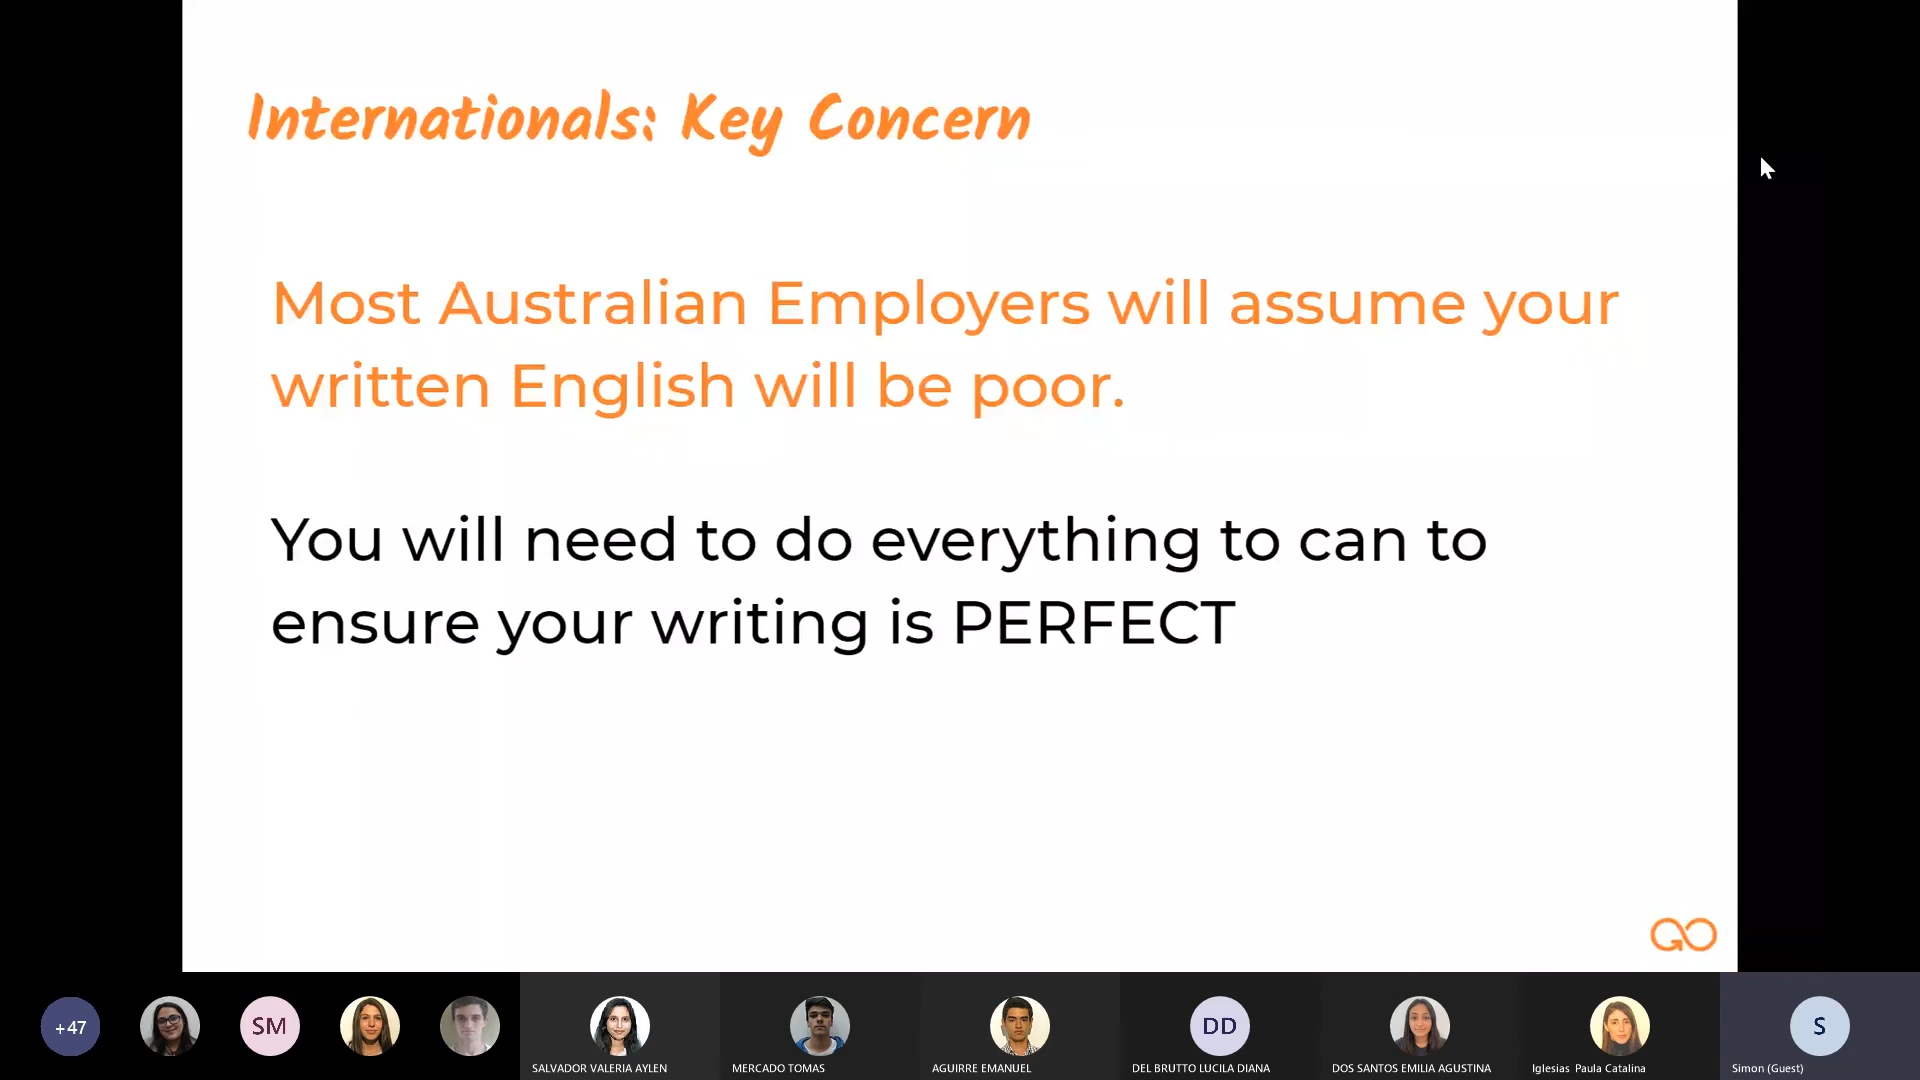 Internationals: Key Concern
Most Australian Employers will assume your
written English will be poor.
You will need to do everything to can to
ensure your writing is PERFECT
+47
SM
SALVADOR VALERIA AYLEN
MERCADO TOMAS
AGUIRRE EMANUEL
DD
DEL BRUTTO LUCILA DIANA
DOS SANTOS EMILIA AGUSTINA
Iglesias Paula Catalina
S
Simon (Guest)